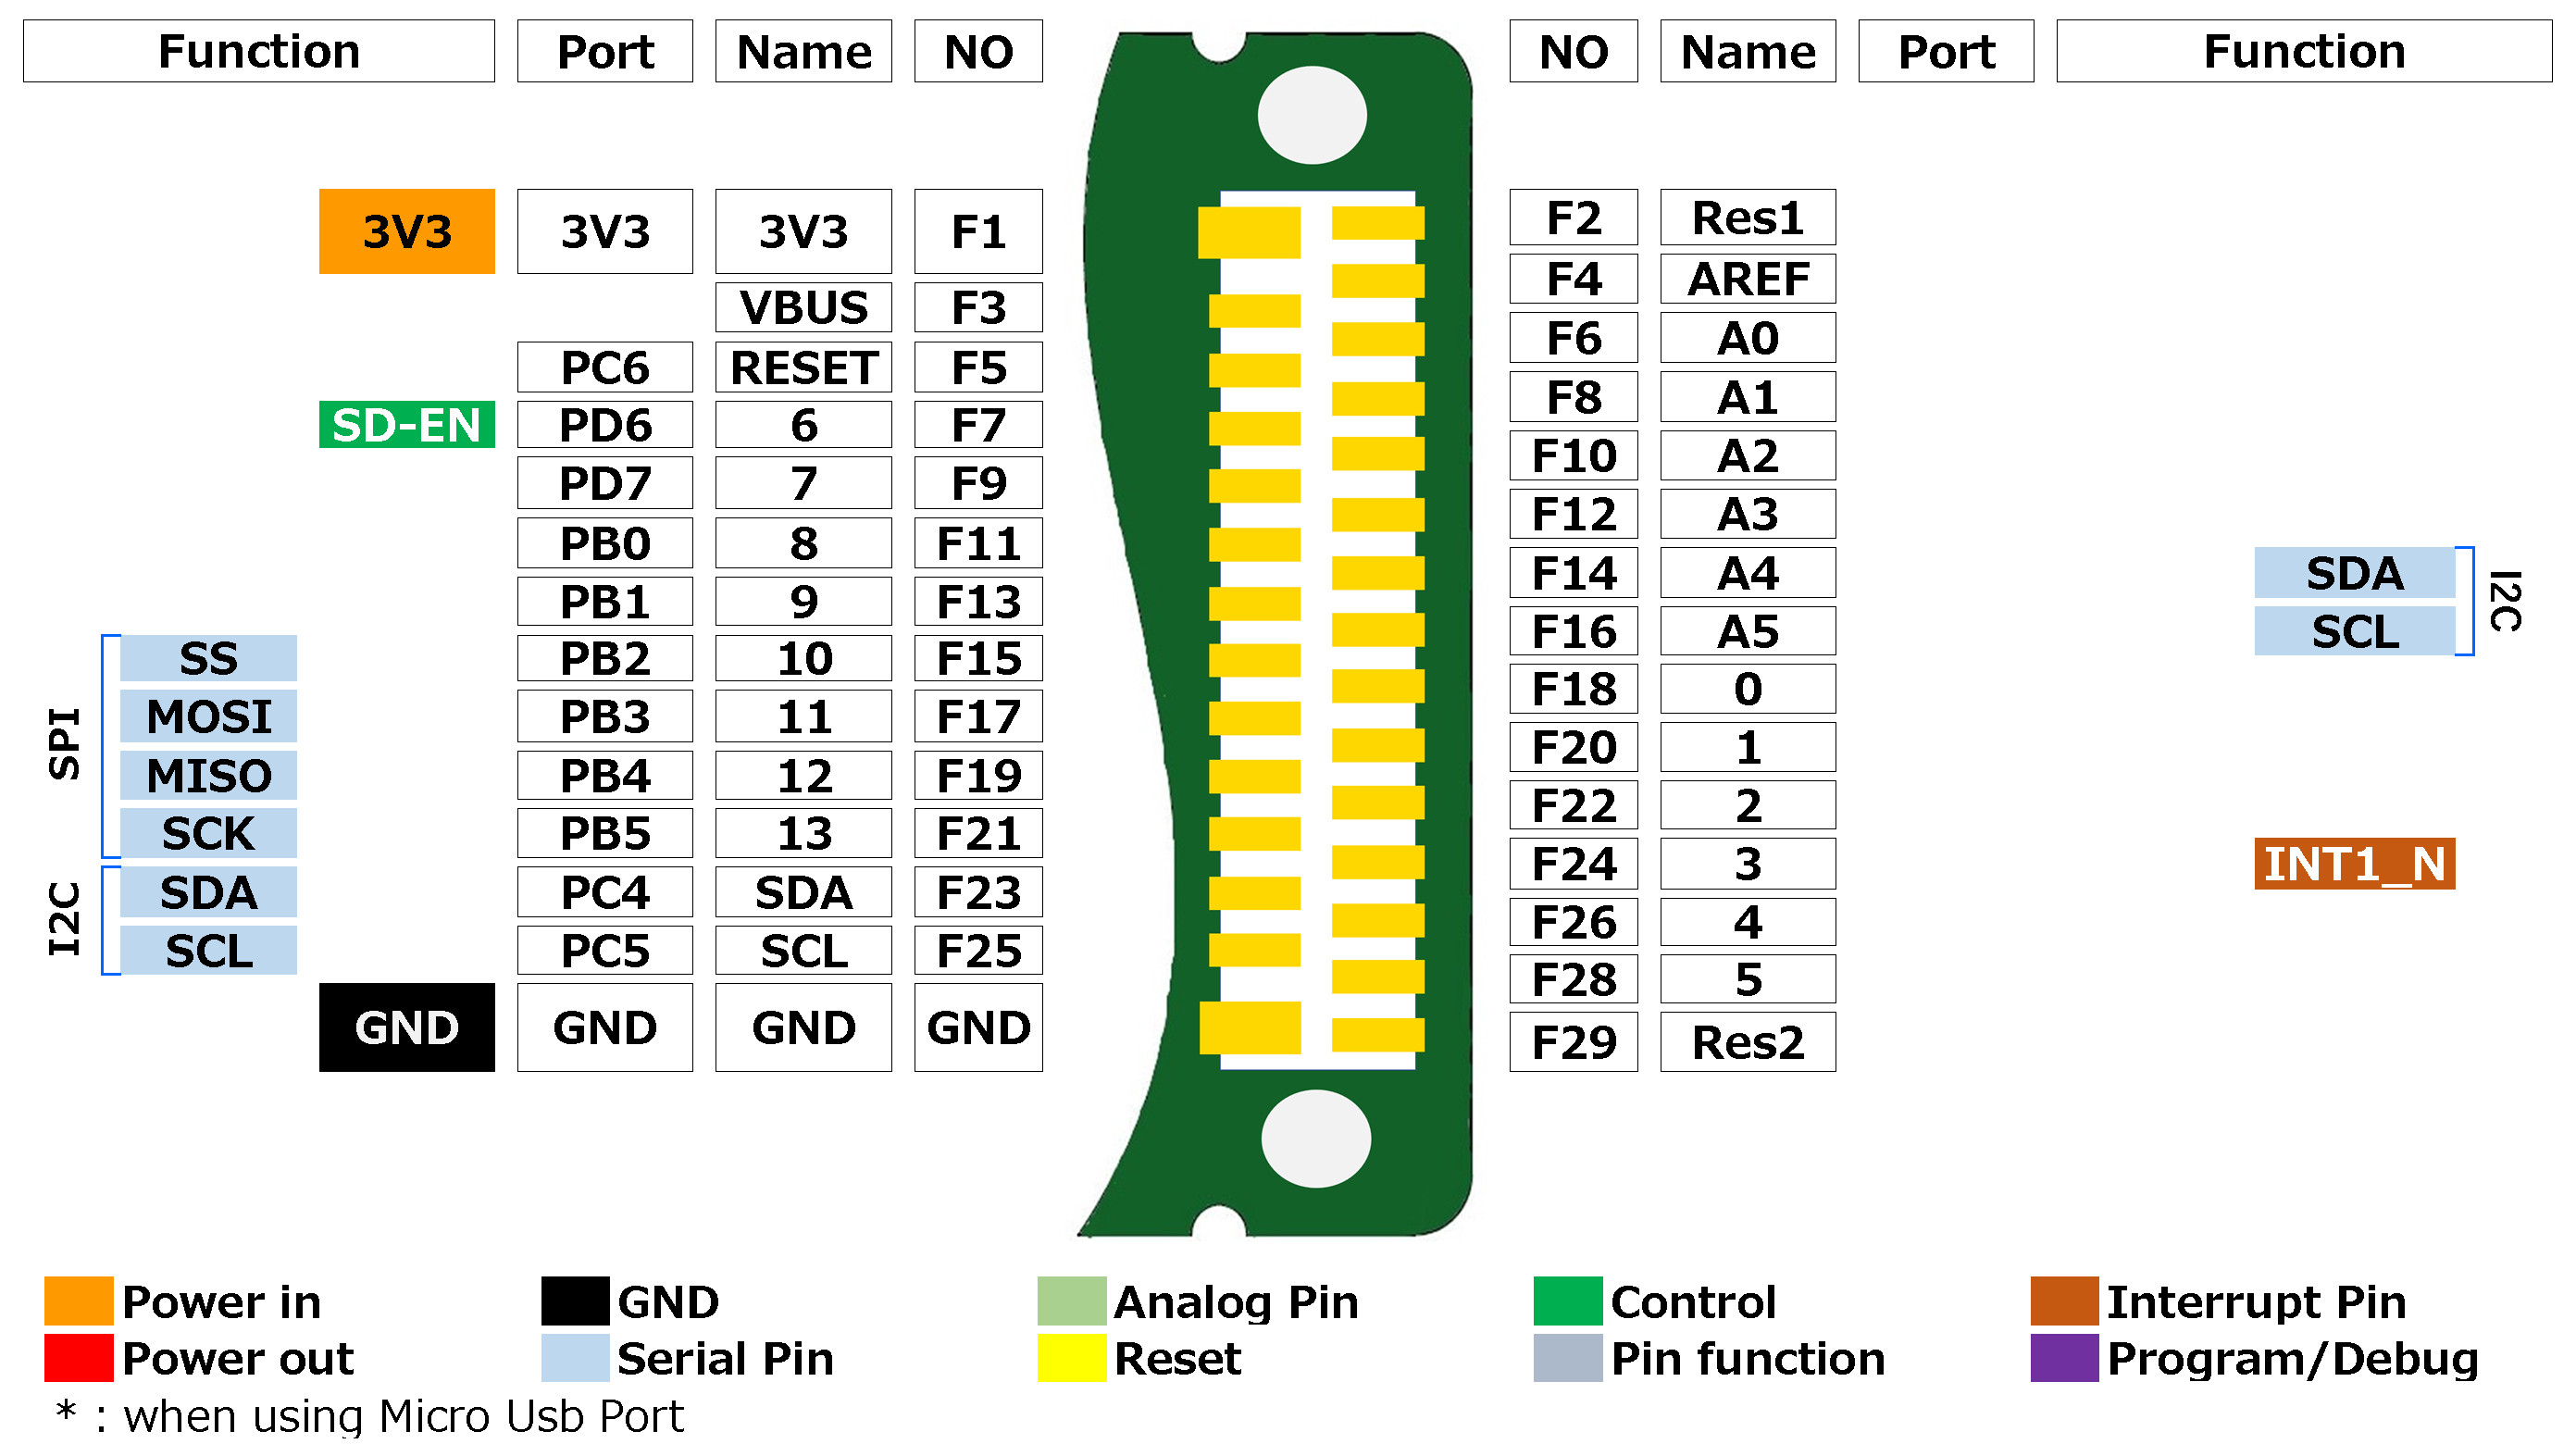 Function Port Name NO NO Name Port Function
3V3 3V3 3V3 F1 F2 Res1
VBUS F3 F4 AREF
PC6 RESET F5 F6 A0
SD-EN PD6 6 F7 F8 A1
PD7 7 F9 F10 A2
PB0 8 F11 F12 A3
PB1 9 F13 F14 A4 SDA
SS PB2 10 F15 F16 A5 SCL
I2C
MOSI PB3 11 F17 F18 0
SPI
MISO PB4 12 F19 F20 1
SCK PB5 13 F21 F22 2
SDA PC4 SDA F23 F24 3 INT1_N
I2C
SCL PC5 SCL F25 F26 4
F28 5
GND GND GND GND F29 Res2
Power in GND Analog Pin Control Interrupt Pin
Power out Serial Pin Reset Pin function Program/Debug
* : when using Micro Usb Port